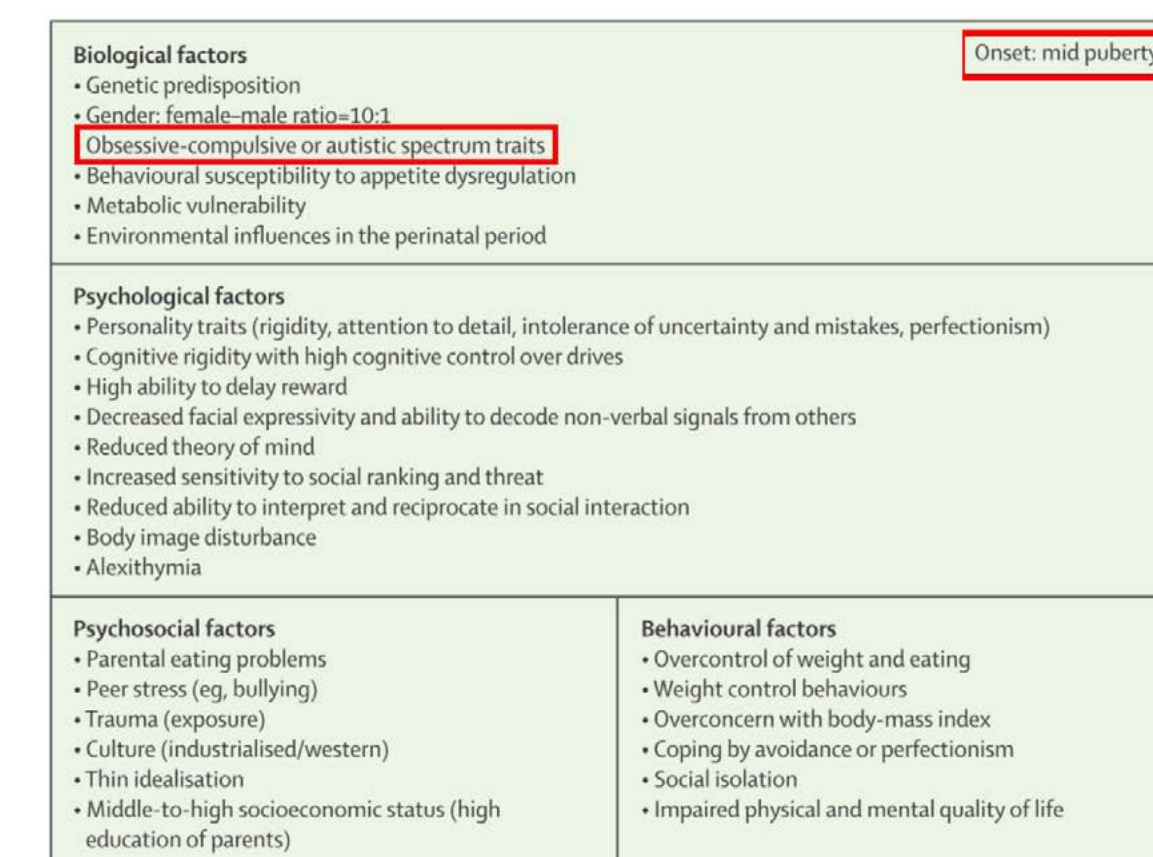 Biological factors
Onset: mid puberty
• Genetic predisposition
• Gender: female–male ratio=10:1
Obsessive-compulsive or autistic spectrum traits
• Behavioural susceptibility to appetite dysregulation
• Metabolic vulnerability
• Environmental influences in the perinatal period
Psychological factors
• Personality traits (rigidity, attention to detail, intolerance of uncertainty and mistakes, perfectionism)
• Cognitive rigidity with high cognitive control over drives
• High ability to delay reward
• Decreased facial expressivity and ability to decode non-verbal signals from others
• Reduced theory of mind
• Increased sensitivity to social ranking and threat
• Reduced ability to interpret and reciprocate in social interaction
• Body image disturbance
• Alexithymia
Psychosocial factors
• Parental eating problems
• Peer stress (eg, bullying)
• Trauma (exposure)
• Culture (industrialised/western)
• Thin idealisation
• Middle-to-high socioeconomic status (high
education of parents)
Behavioural factors
• Overcontrol of weight and eating
• Weight control behaviours
• Overconcern with body-mass index
• Coping by avoidance or perfectionism
• Social isolation
• Impaired physical and mental quality of life